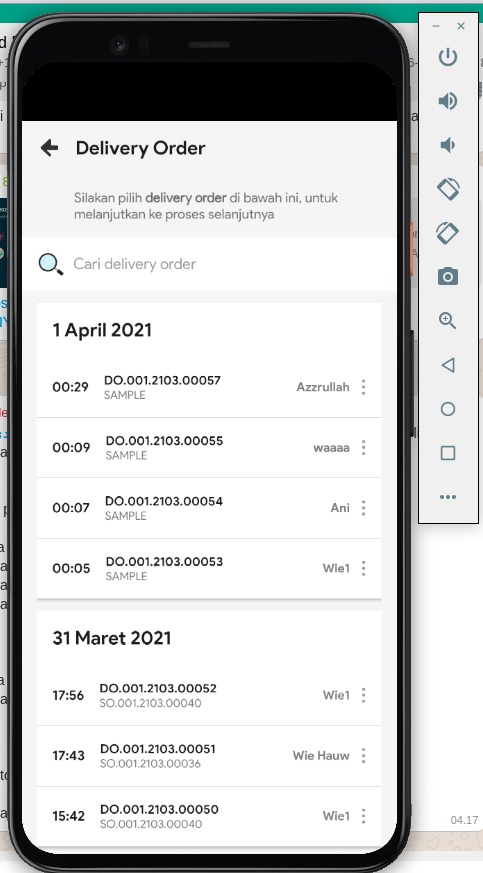 Delivery Order
Silakan pilih delivery order di bawah ini, untuk
melanjutkan ke proses selanjutnya
Cari delivery order
1 April 2021
00:29 DO.001.2103.00057 Azzrullah
SAMPLE
00:09 DO.001.2103.00055 waaaa
SAMPLE
00:07 DO.001.2103.00054 Ani
SAMPLE
00:05 DO.001.2103.00053 Wie1
SAMPLE
31 Maret 2021
17:56 DO.001.2103.00052 Wie1
SO.001.2103.00040
17:43 DO.001.2103.00051 Wie Hauw
SO.001.2103.00036
15:42 DO.001.2103.00050 Wie1
SO.001.2103.00040
04.17